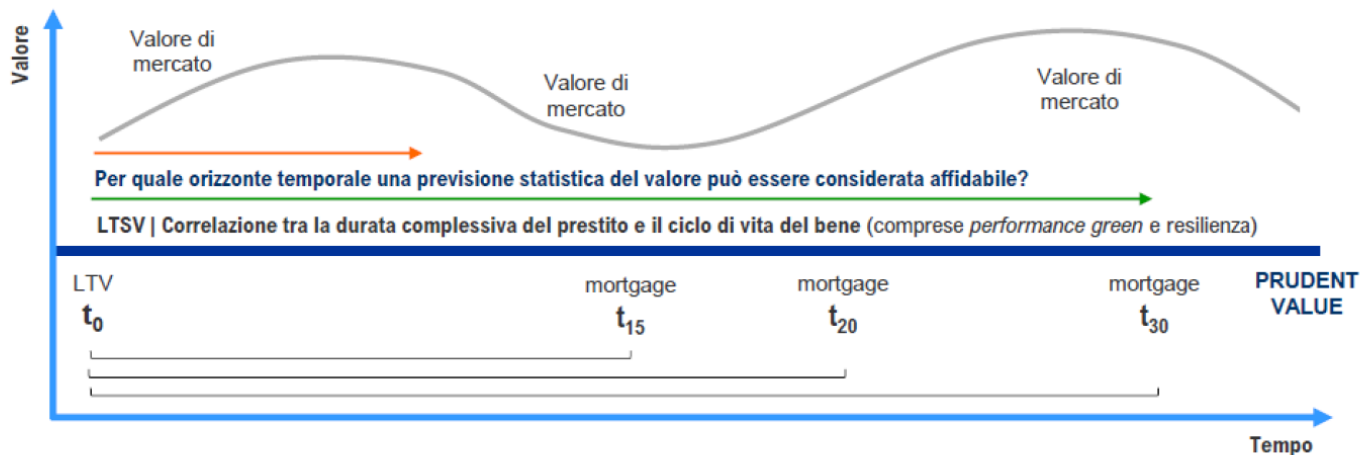 Valore
Valore di
mercato
Valore di
mercato
Valore di
mercato
Per quale orizzonte temporale una previsione statistica del valore può essere considerata affidabile?
LTSV | Correlazione tra la durata complessiva del prestito e il ciclo di vita del bene (comprese performance green e resilienza)
LTV
t0
mortgage
t15
mortgage
t20
mortgage
t30
PRUDENT
VALUE
Tempo